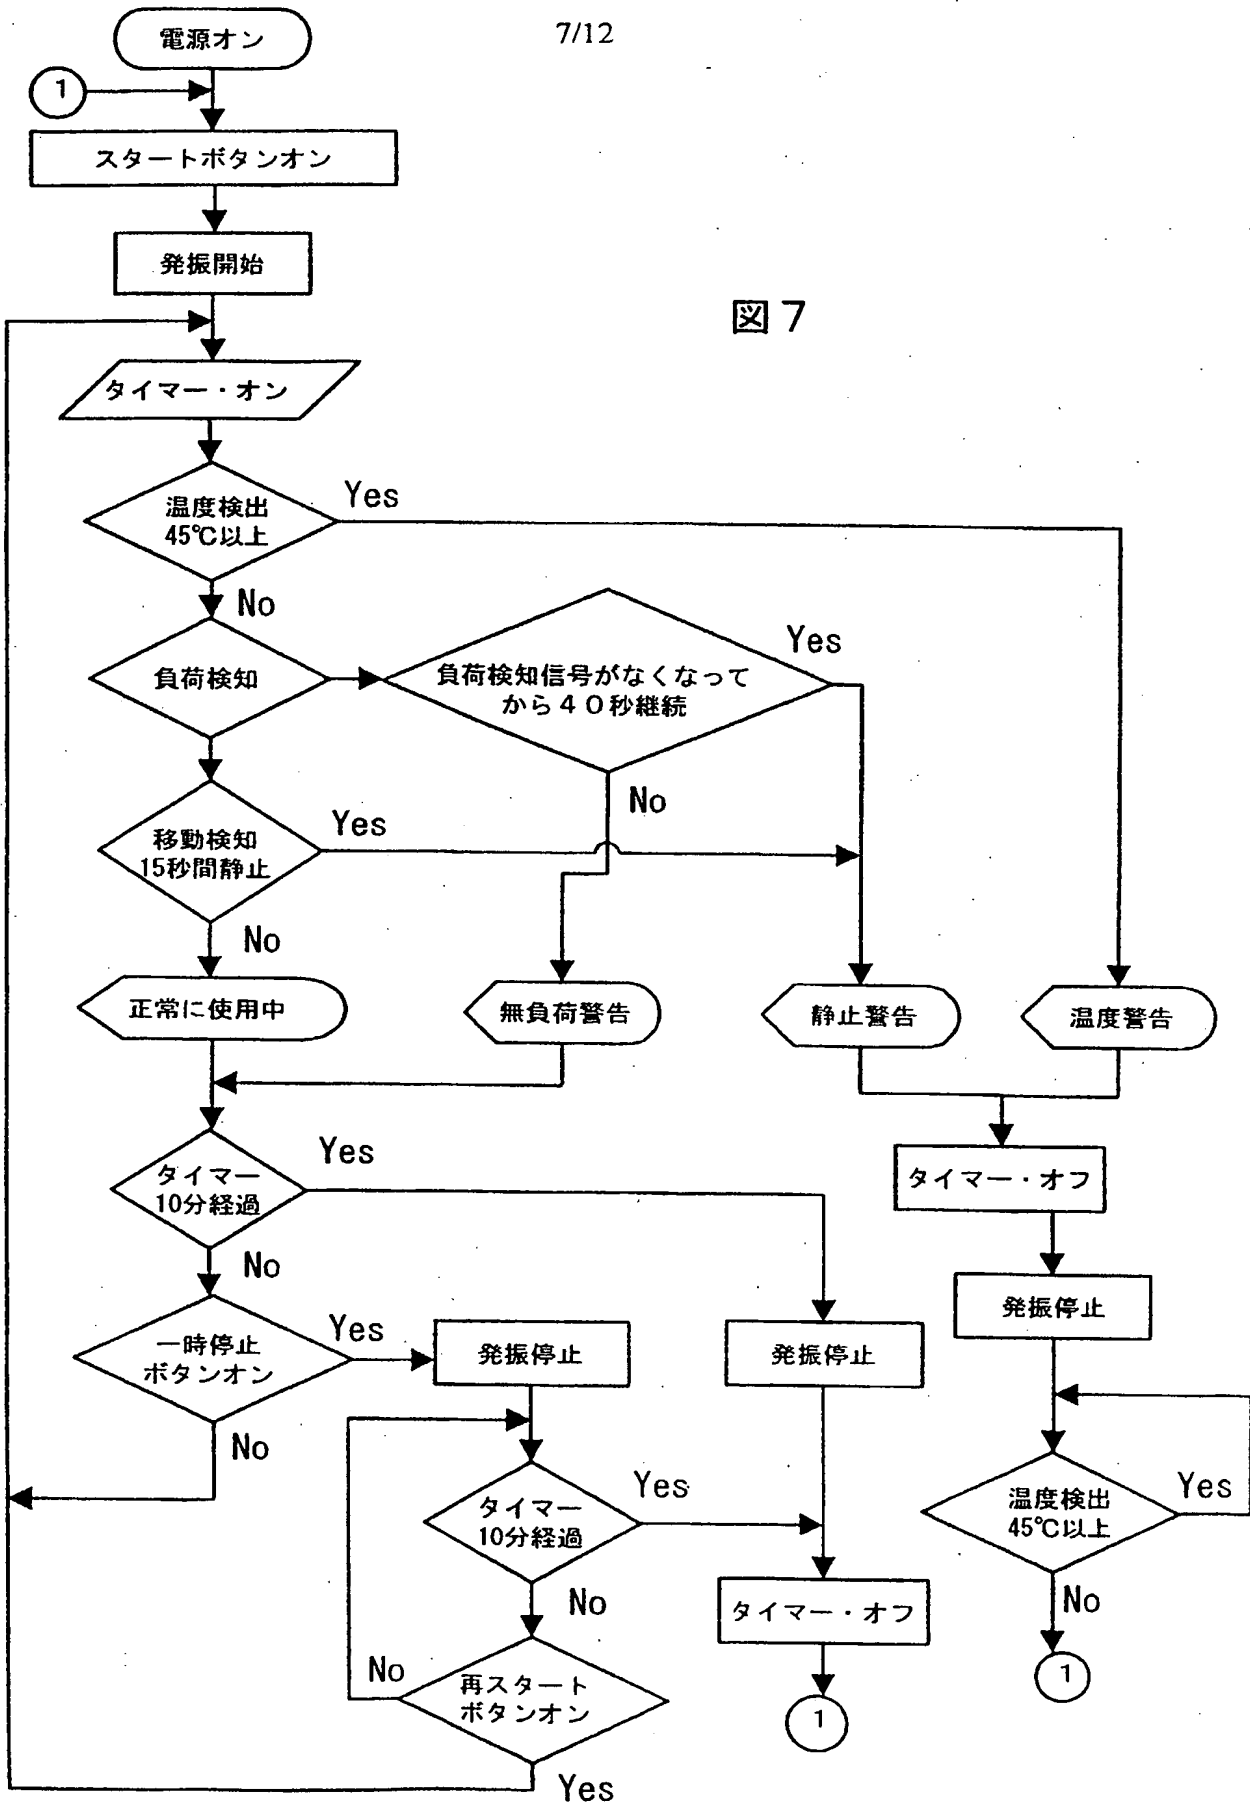 7/12
電源オン
1
スタートボタンオン
発振開始
図7
タイマー・オン
温度検出
45℃以上
Yes
No
負荷検知
負荷検知信号がなくなって
から40秒継続
Yes
No
移動検知
15秒間静止
Yes
No
正常に使用中
無負荷警告
静止警告
温度警告
タイマー
10分経過
Yes
No
タイマー・オフ
発振停止
一時停止
ボタンオン
Yes
No
発振停止
発振停止
タイマー
10分経過
Yes
No
温度検出
45℃以上
Yes
No
タイマー・オフ
再スタート
ボタンオン
No
Yes
1
1